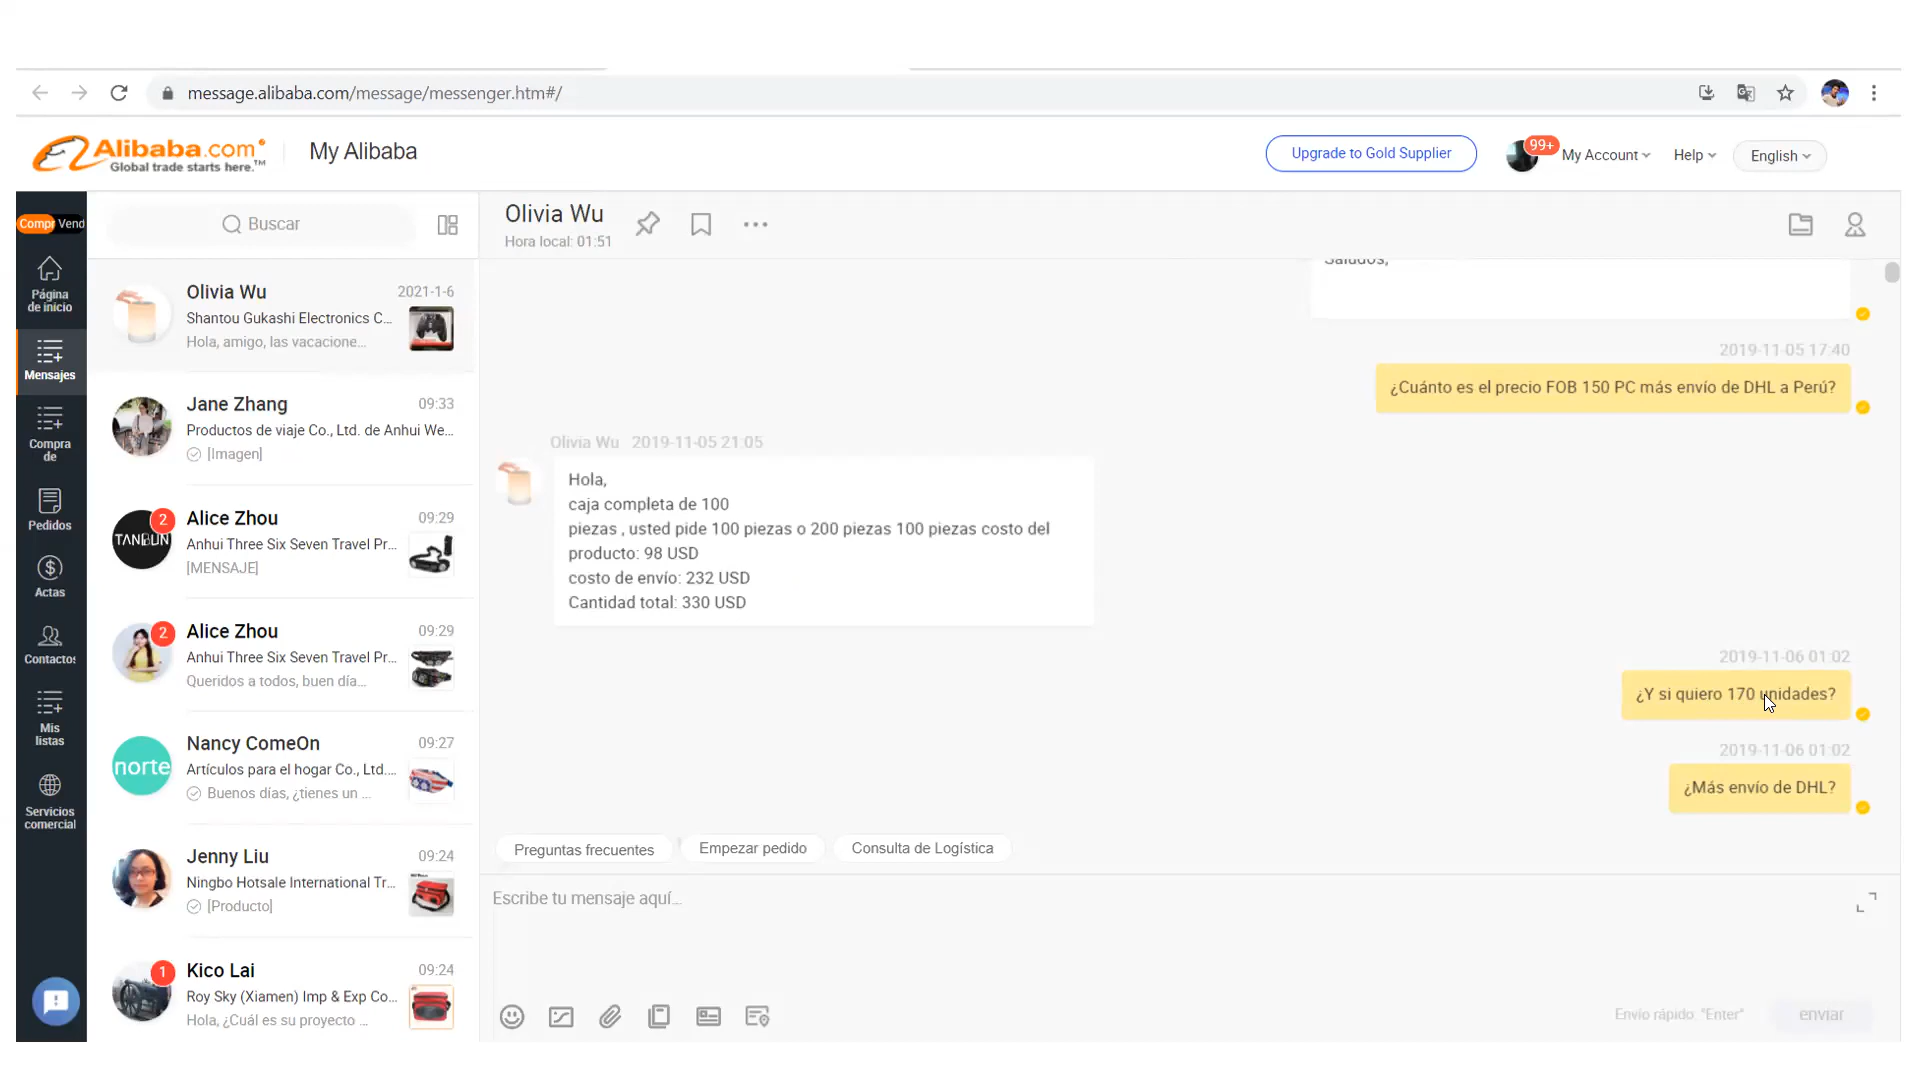 message.alibaba.com/message/messenger.htm#/
Alibaba.com
Global trade starts here.™
My Alibaba
Upgrade to Gold Supplier
99+
My Account
Help
English
Compr
Vend
Página
de inicio
Mensajes
Compra
de
Pedidos
Actas
Contactos
Mis
listas
Servicios
comercial
Buscar
Olivia Wu
2021-1-6
Shantou Gukashi Electronics C...
Hola, amigo, las vacacione...
Jane Zhang
09:33
Productos de viaje Co., Ltd. de Anhui We...
[Imagen]
2
TANBUN
Alice Zhou
09:29
Anhui Three Six Seven Travel Pr...
[MENSAJE]
2
Alice Zhou
09:29
Anhui Three Six Seven Travel Pr...
Queridos a todos, buen día...
norte
Nancy ComeOn
09:27
Artículos para el hogar Co., Ltd....
Buenos días, ¿tienes un ...
Jenny Liu
09:24
Ningbo Hotsale International Tr...
[Producto]
1
Kico Lai
09:24
Roy Sky (Xiamen) Imp & Exp Co...
Hola, ¿Cuál es su proyecto ...
Olivia Wu
Hora local: 01:51
Saludos,
2019-11-05 17:40
¿Cuánto es el precio FOB 150 PC más envío de DHL a Perú?
Olivia Wu 2019-11-05 21:05
Hola,
caja completa de 100
piezas , usted pide 100 piezas o 200 piezas 100 piezas costo del
producto: 98 USD
costo de envío: 232 USD
Cantidad total: 330 USD
2019-11-06 01:02
¿Y si quiero 170 unidades?
2019-11-06 01:02
¿Más envío de DHL?
Preguntas frecuentes
Empezar pedido
Consulta de Logística
Escribe tu mensaje aquí...
Envío rápido "Enter"
enviar